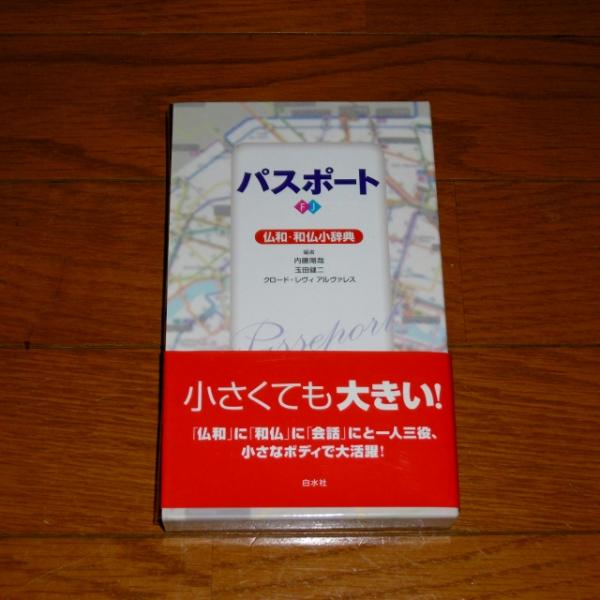 パスポート
F J
仏和・和仏小辞典
編者
内藤陽哉
玉田健二
クロード・レヴィ アルヴァレス
Passeport
小さくても大きい!
「仏和」に「和仏」に「会話」にと一人三役、
小さなボディで大活躍!
白水社